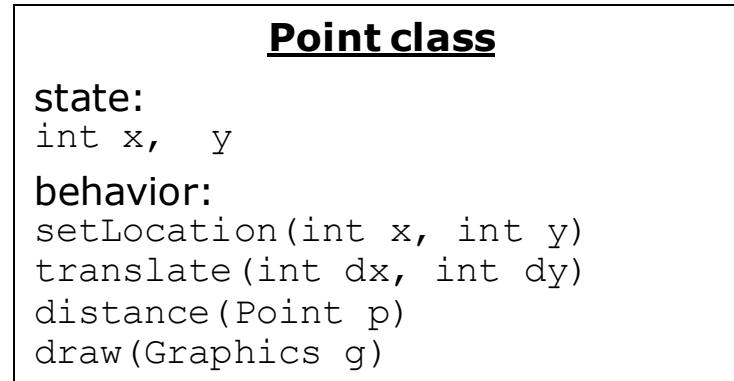 Point class
state:
int x,  y
behavior:
setLocation(int x, int y)
translate(int dx, int dy)
distance(Point p)
draw(Graphics g)